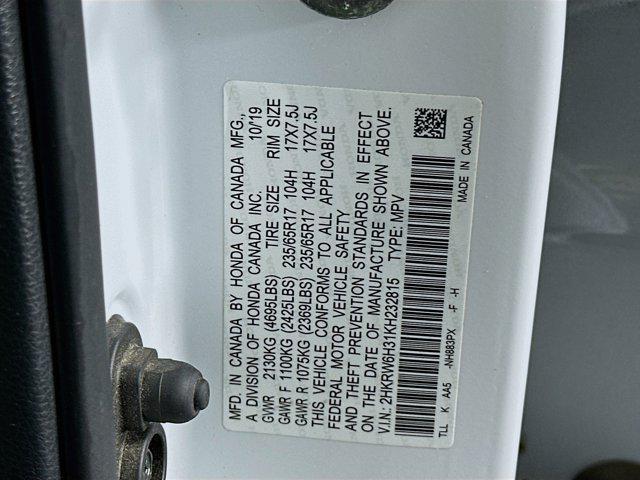 MFD. IN CANADA BY HONDA OF CANADA MFG.,
A DIVISION OF HONDA CANADA INC. 10/19
GVWR 2130KG (4695LBS) TIRE SIZE RIM SIZE
GAWR F 1100KG (2425LBS) 235/65R17 104H 17X7.5J
GAWR R 1075KG (2369LBS) 235/65R17 104H 17X7.5J
THIS VEHICLE CONFORMS TO ALL APPLICABLE
FEDERAL MOTOR VEHICLE SAFETY
AND THEFT PREVENTION STANDARDS IN EFFECT
ON THE DATE OF MANUFACTURE SHOWN ABOVE.
V.I.N.: 2HKRW6H31KH232815 TYPE: MPV
TLL K AA5 -NH883PX -F -H MADE IN CANADA